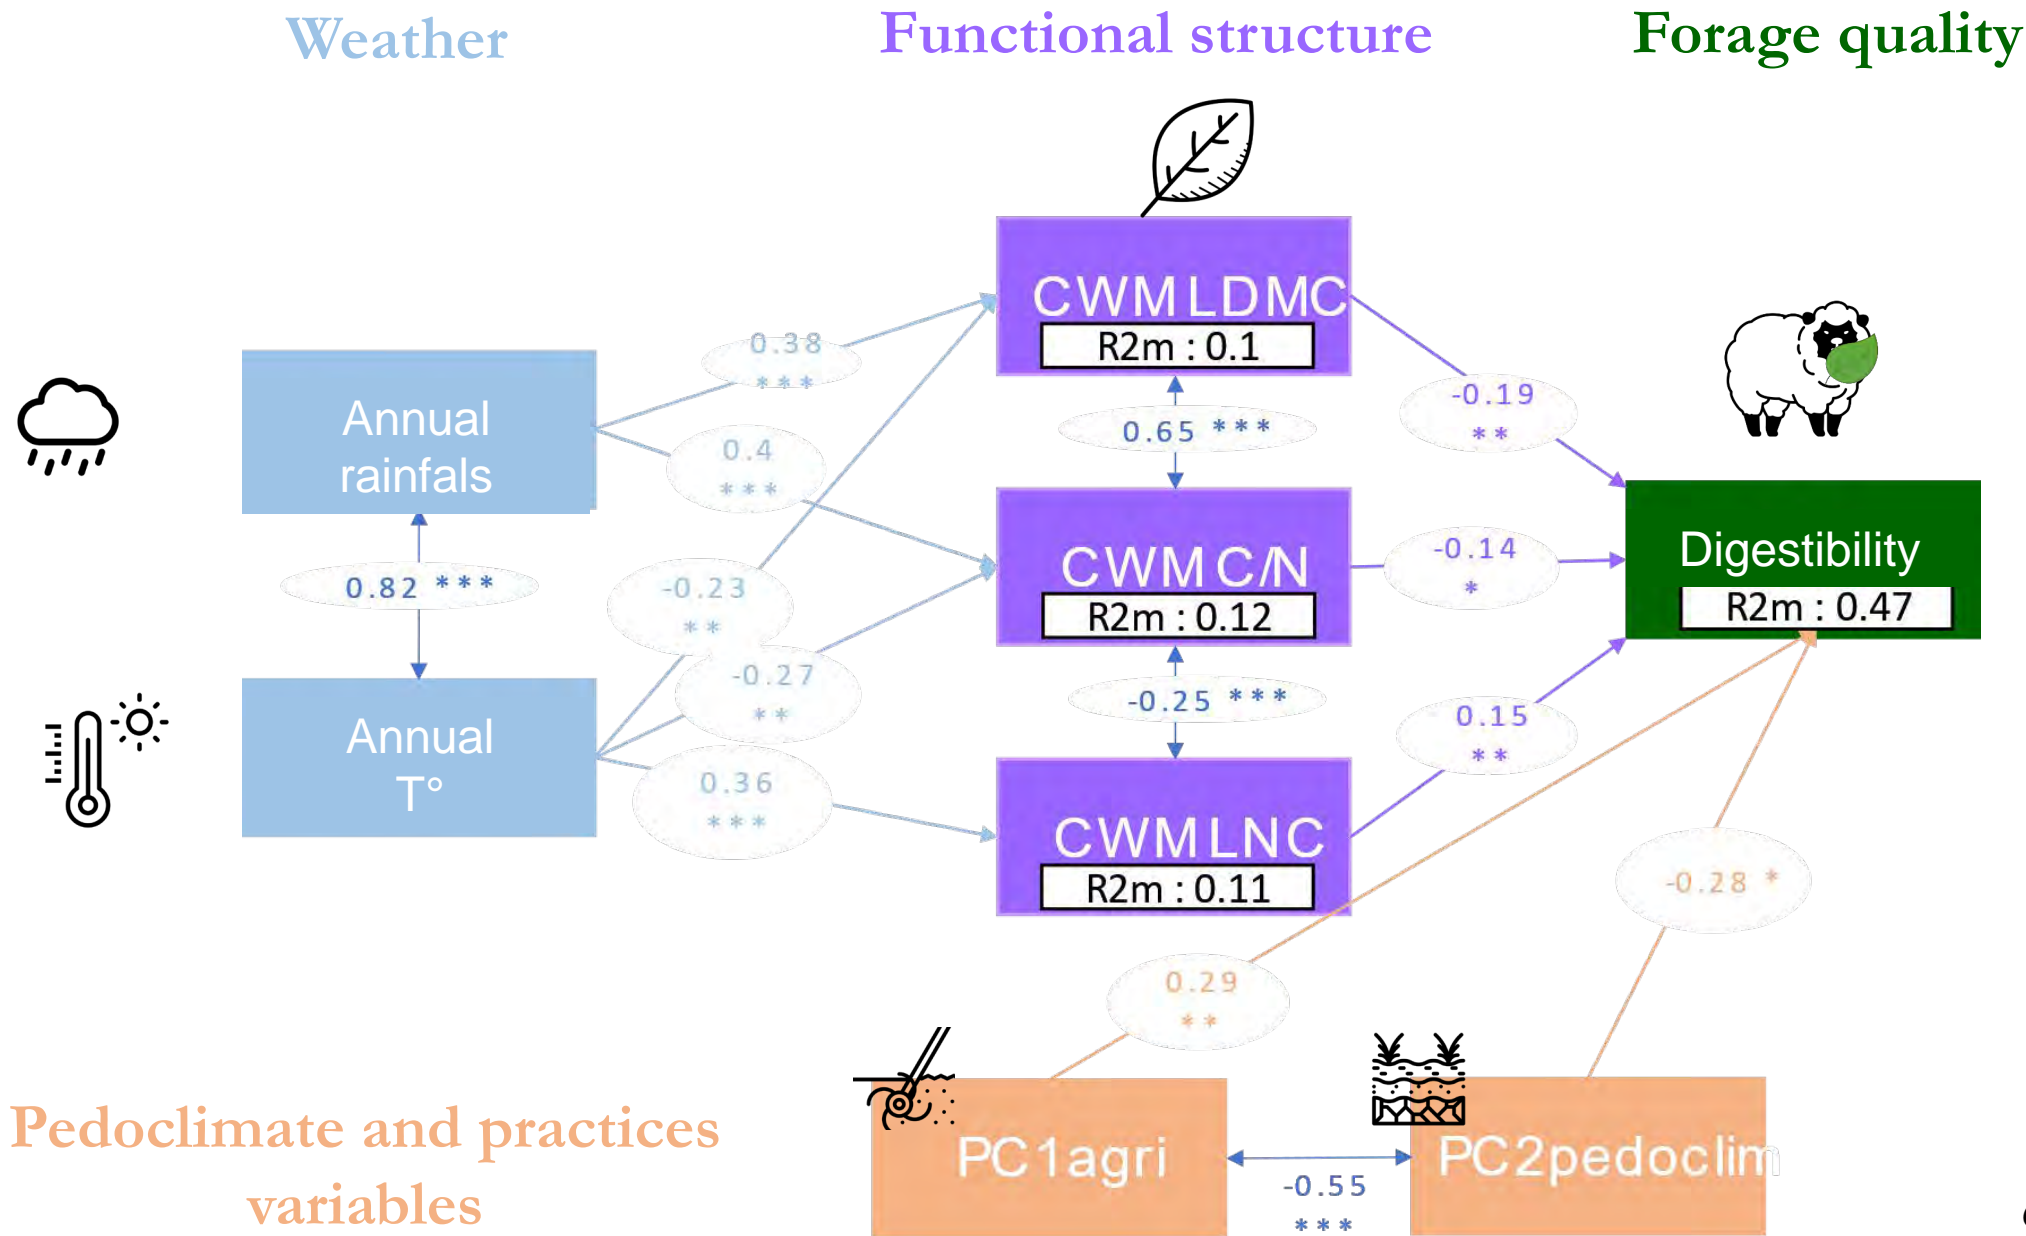 Weather
Functional structure
Forage quality
CWM LDMC
R2m : 0.1
0.38
***
-0.19
**
Annual
rainfals
0.4
***
0.65 ***
CWM C/N
R2m : 0.12
-0.14
*
Digestibility
R2m : 0.47
0.82 ***
-0.23
**
-0.27
**
-0.25 ***
0.15
**
Annual
T°
0.36
***
CWM LNC
R2m : 0.11
-0.28 *
0.29
**
Pedoclimate and practices
variables
PC1agri
-0.55
***
PC2pedoclim